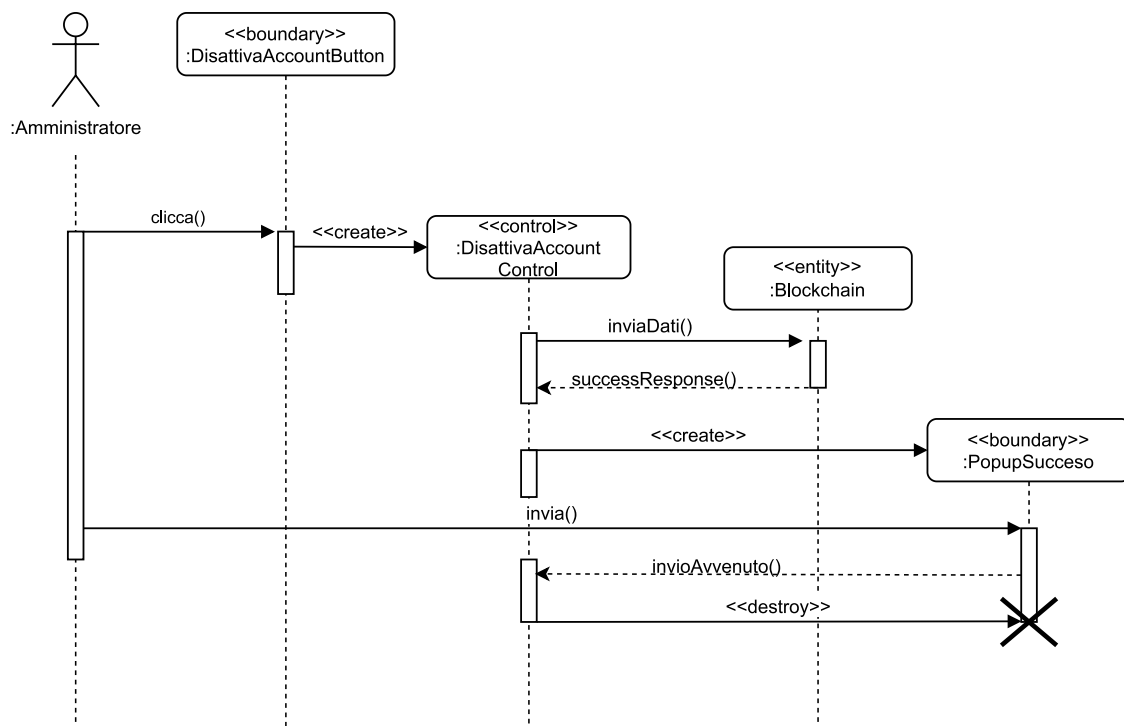 <<boundary>>
:DisattivaAccountButton
:Amministratore
clicca()
<<create>>
<<control>>
:DisattivaAccount
Control
<<entity>>
:Blockchain
inviaDati()
successResponse()
<<create>>
<<boundary>>
:PopupSucceso
invia()
invioAvvenuto()
<<destroy>>